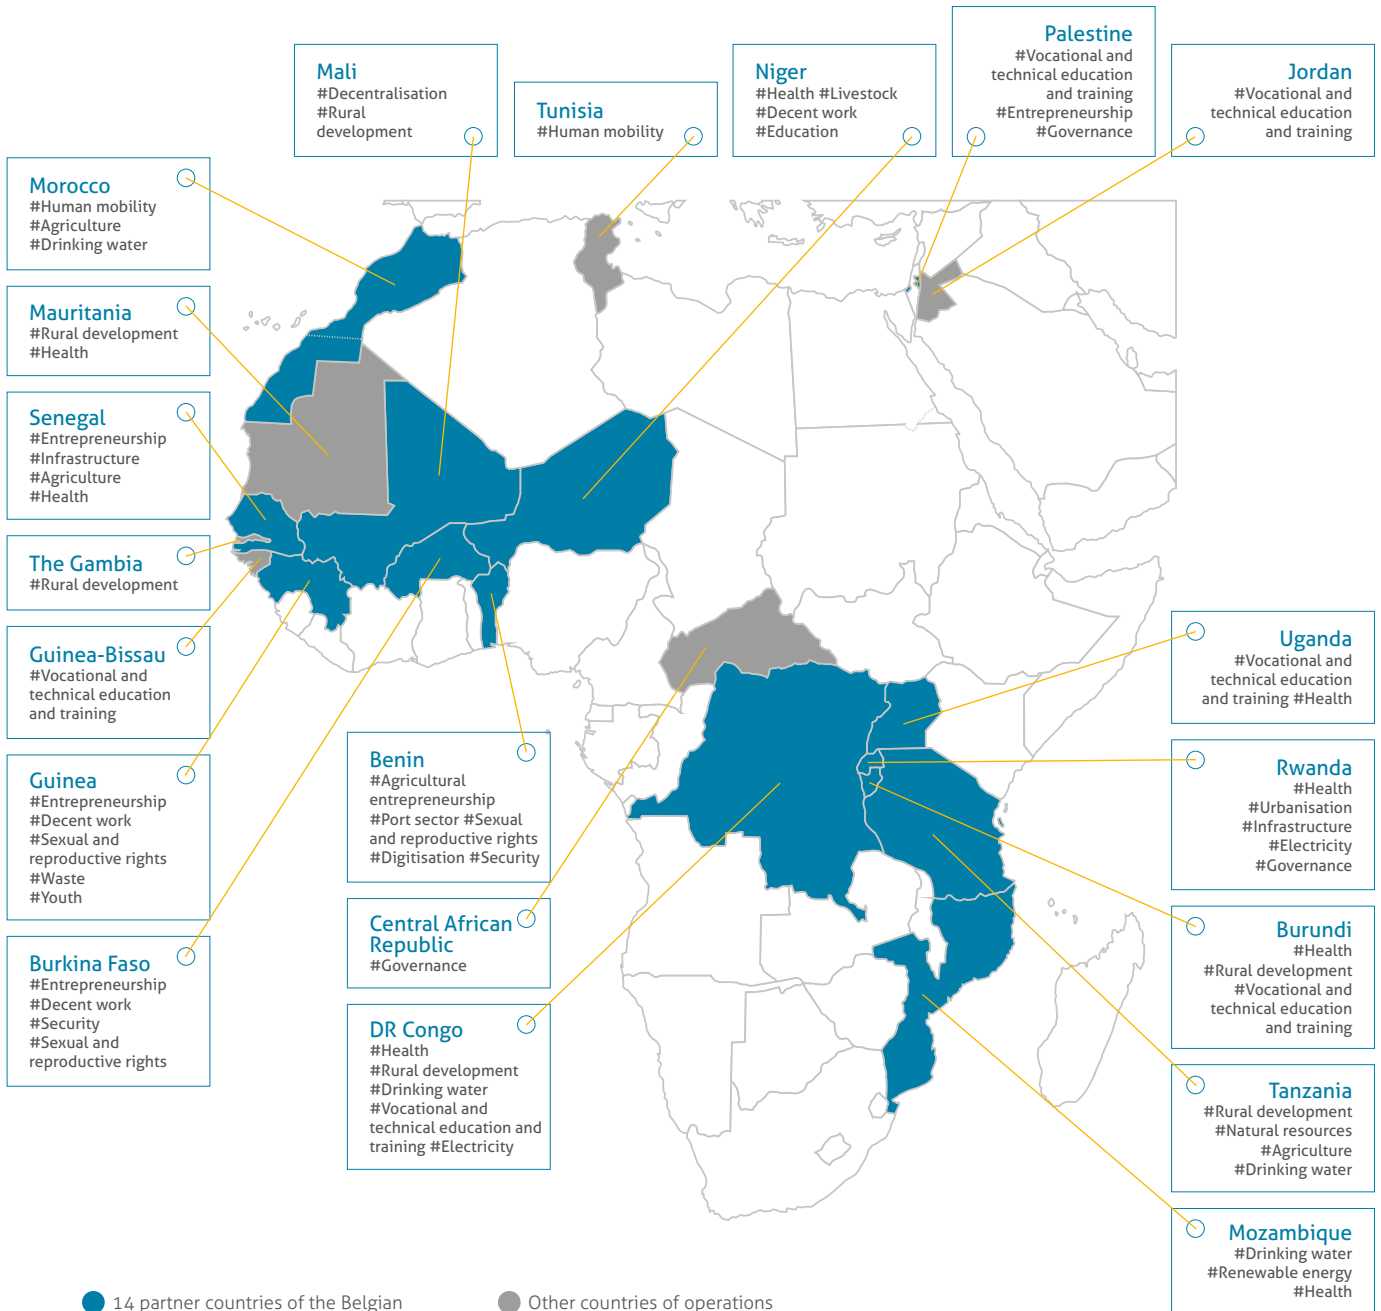 Mali
#Decentralisation
#Rural
development
Tunisia
#Human mobility
Niger
#Health #Livestock
#Decent work
#Education
Palestine
#Vocational and
technical education
and training
#Entrepreneurship
#Governance
Jordan
#Vocational and
technical education
and training
Morocco
#Human mobility
#Agriculture
#Drinking water
Mauritania
#Rural development
#Health
Senegal
#Entrepreneurship
#Infrastructure
#Agriculture
#Health
The Gambia
#Rural development
Guinea-Bissau
#Vocational and
technical education
and training
Guinea
#Entrepreneurship
#Decent work
#Sexual and
reproductive rights
#Waste
#Youth
Burkina Faso
#Entrepreneurship
#Decent work
#Security
#Sexual and
reproductive rights
Benin
#Agricultural
entrepreneurship
#Port sector #Sexual
and reproductive rights
#Digitisation #Security
Central African
Republic
#Governance
DR Congo
#Health
#Rural development
#Drinking water
#Vocational and
technical education and
training #Electricity
Uganda
#Vocational and
technical education
and training #Health
Rwanda
#Health
#Urbanisation
#Infrastructure
#Electricity
#Governance
Burundi
#Health
#Rural development
#Vocational and
technical education
and training
Tanzania
#Rural development
#Natural resources
#Agriculture
#Drinking water
Mozambique
#Drinking water
#Renewable energy
#Health
14 partner countries of the Belgian
Other countries of operations